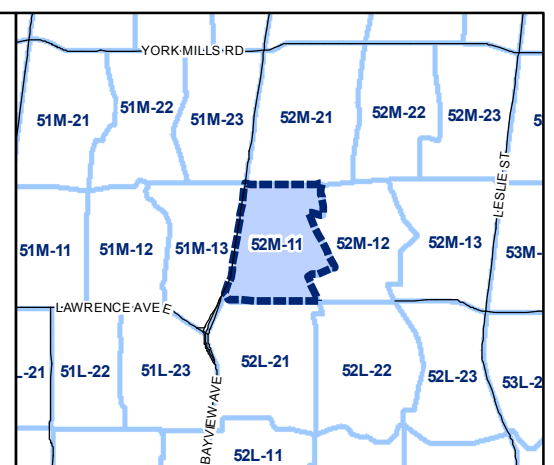 YORK MILLS RD
51M-21
51M-22
51M-23
52M-21
52M-22
52M-23
5
LESLIE ST
51M-11
51M-12
51M-13
52M-11
52M-12
52M-13
53M-
LAWRENCE AVE E
-21
51L-22
51L-23
52L-21
52L-22
52L-23
53L-2
BAYVIEW AVE
52L-11